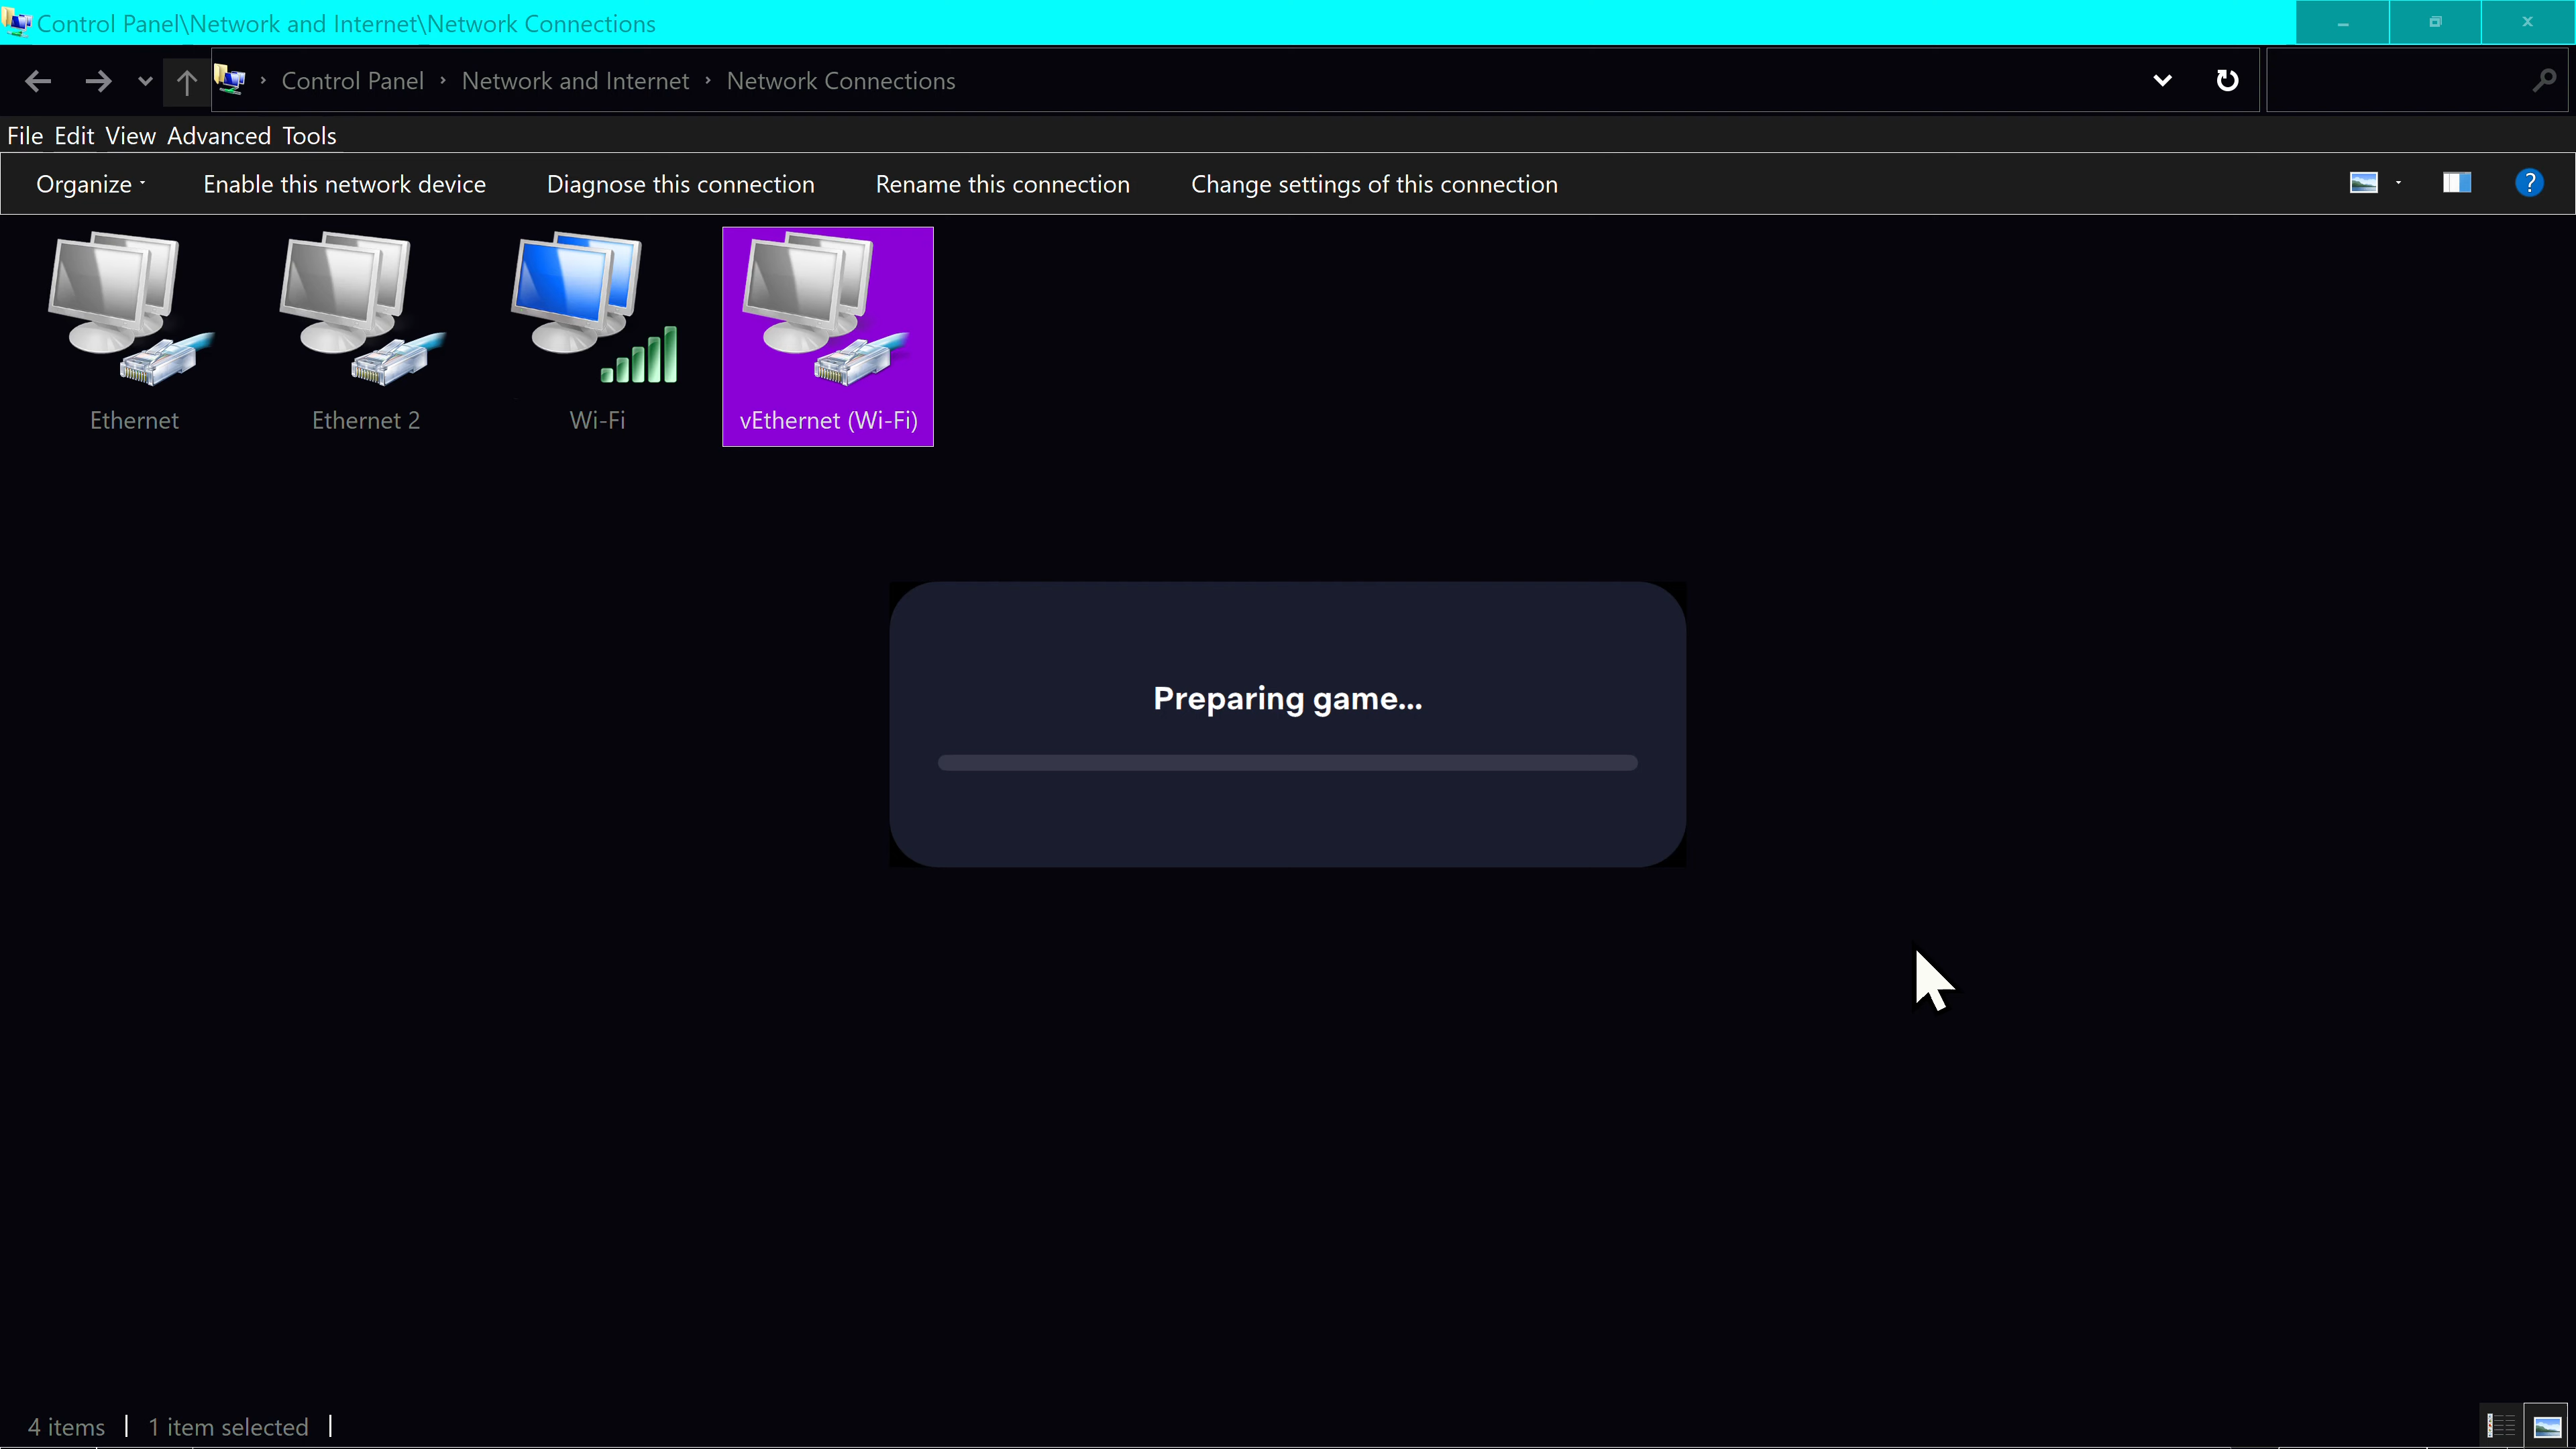 Control Panel\Network and Internet\Network Connections
Control Panel › Network and Internet › Network Connections
File Edit View Advanced Tools
Organize Enable this network device Diagnose this connection Rename this connection Change settings of this connection ?
Ethernet Ethernet 2 Wi-Fi vEthernet (Wi-Fi)
Preparing game...
4 items 1 item selected